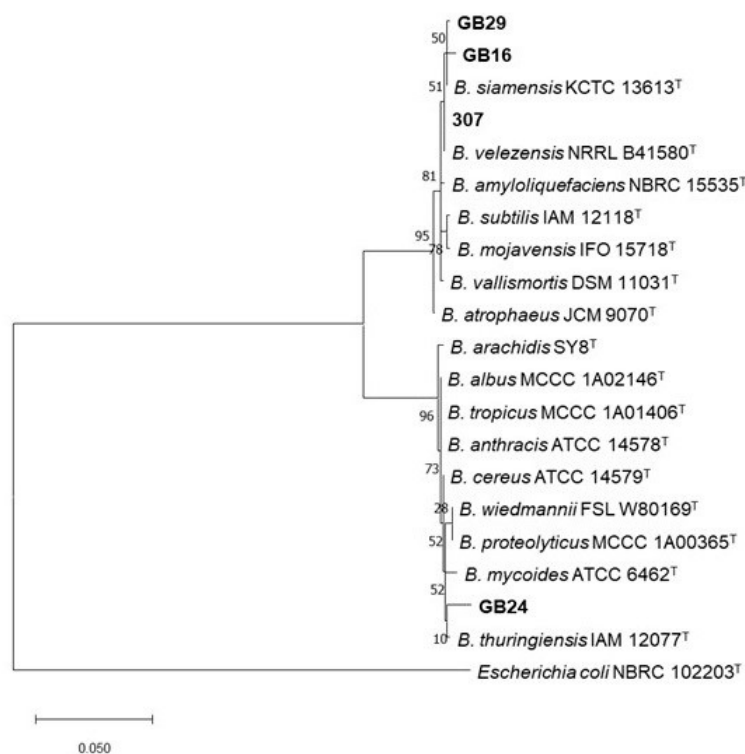 GB29
50
GB16
51
B. siamensis KCTC 13613ᵀ
307
B. velezensis NRRL B41580ᵀ
81
B. amyloliquefaciens NBRC 15535ᵀ
B. subtilis IAM 12118ᵀ
95
78
B. mojavensis IFO 15718ᵀ
B. vallismortis DSM 11031ᵀ
B. atrophaeus JCM 9070ᵀ
B. arachidis SY8ᵀ
B. albus MCCC 1A02146ᵀ
96
B. tropicus MCCC 1A01406ᵀ
B. anthracis ATCC 14578ᵀ
73
B. cereus ATCC 14579ᵀ
28
B. wiedmannii FSL W80169ᵀ
52
B. proteolyticus MCCC 1A00365ᵀ
B. mycoides ATCC 6462ᵀ
52
GB24
10
B. thuringiensis IAM 12077ᵀ
Escherichia coli NBRC 102203ᵀ
0.050